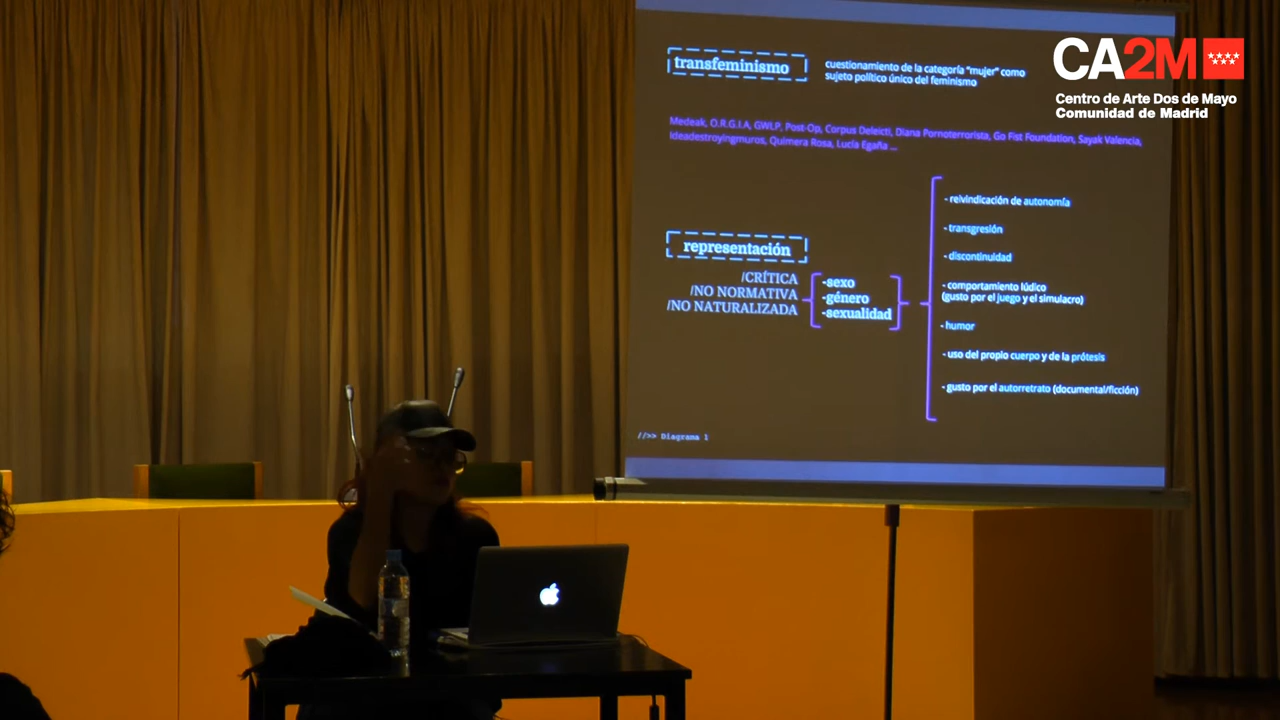 CA2M
Centro de Arte Dos de Mayo
Comunidad de Madrid
transfeminismo
cuestionamiento de la categoría "mujer" como
sujeto político único del feminismo
Medeak, O.R.G.I.A, GWLP, Post-Op, Corpus Deleicti, Diana Pornoterrorista, Go Fist Foundation, Sayak Valencia,
Ideadestroyingmuros, Quimera Rosa, Lucía Egaña ...
representación
/CRÍTICA
/NO NORMATIVA
/NO NATURALIZADA
-sexo
-género
-sexualidad
- reivindicación de autonomía
- transgresión
- discontinuidad
- comportamiento lúdico
(gusto por el juego y el simulacro)
- humor
- uso del propio cuerpo y de la prótesis
- gusto por el autorretrato (documental/ficción)
//>> Diagrama 1